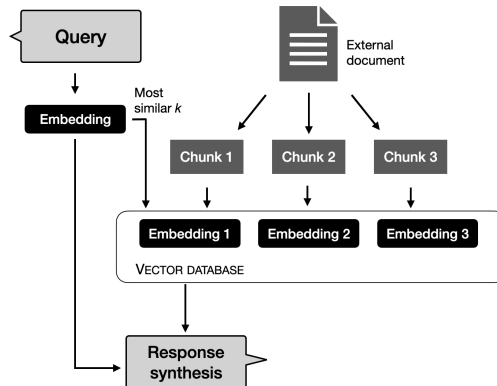 Query
External
document
Most
similar k
Embedding
Chunk 1
Chunk 2
Chunk 3
Embedding 1
Embedding 2
Embedding 3
VECTOR DATABASE
Response
synthesis